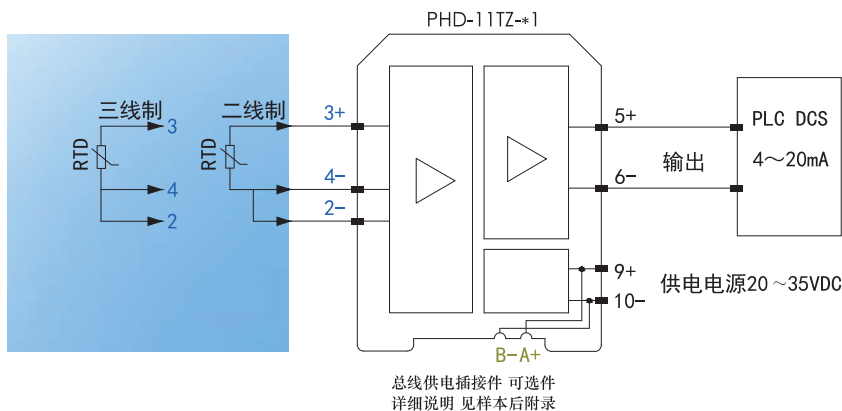 PHD-11TZ-*1
三线制
二线制
3
RTD
4
2
RTD
3+
4-
2-
5+
输出
6-
PLC DCS
4～20mA
9+
10-
供电电源20～35VDC
B-A+
总线供电插接件 可选件
详细说明 见样本后附录